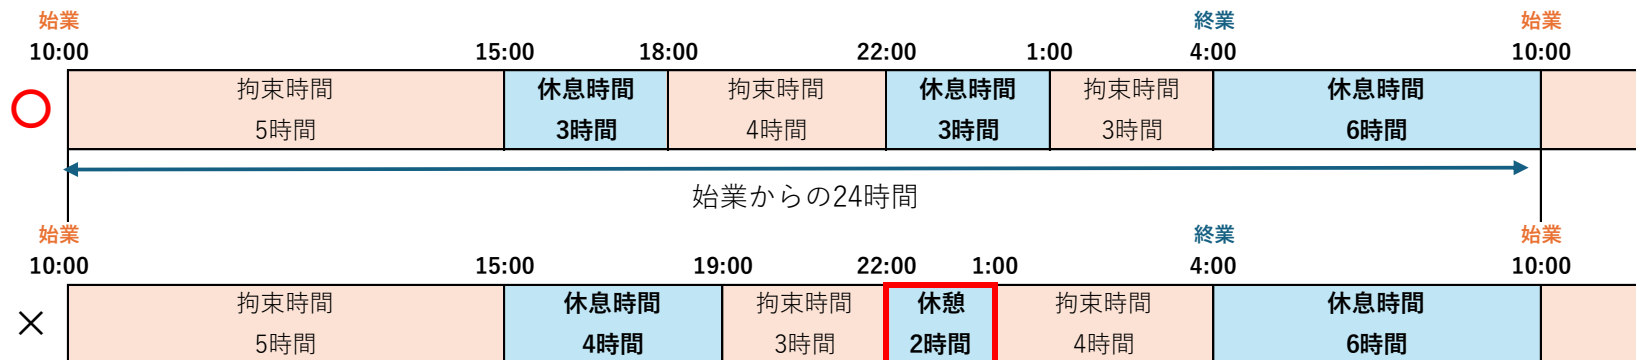 始業 終業 始業
10:00 15:00 18:00 22:00 1:00 4:00 10:00
拘束時間 休息時間 拘束時間 休息時間 拘束時間 休息時間
5時間 3時間 4時間 3時間 3時間 6時間
始業からの24時間
始業 終業 始業
10:00 15:00 19:00 22:00 1:00 4:00 10:00
拘束時間 休息時間 拘束時間 休憩 拘束時間 休息時間
5時間 4時間 3時間 2時間 4時間 6時間